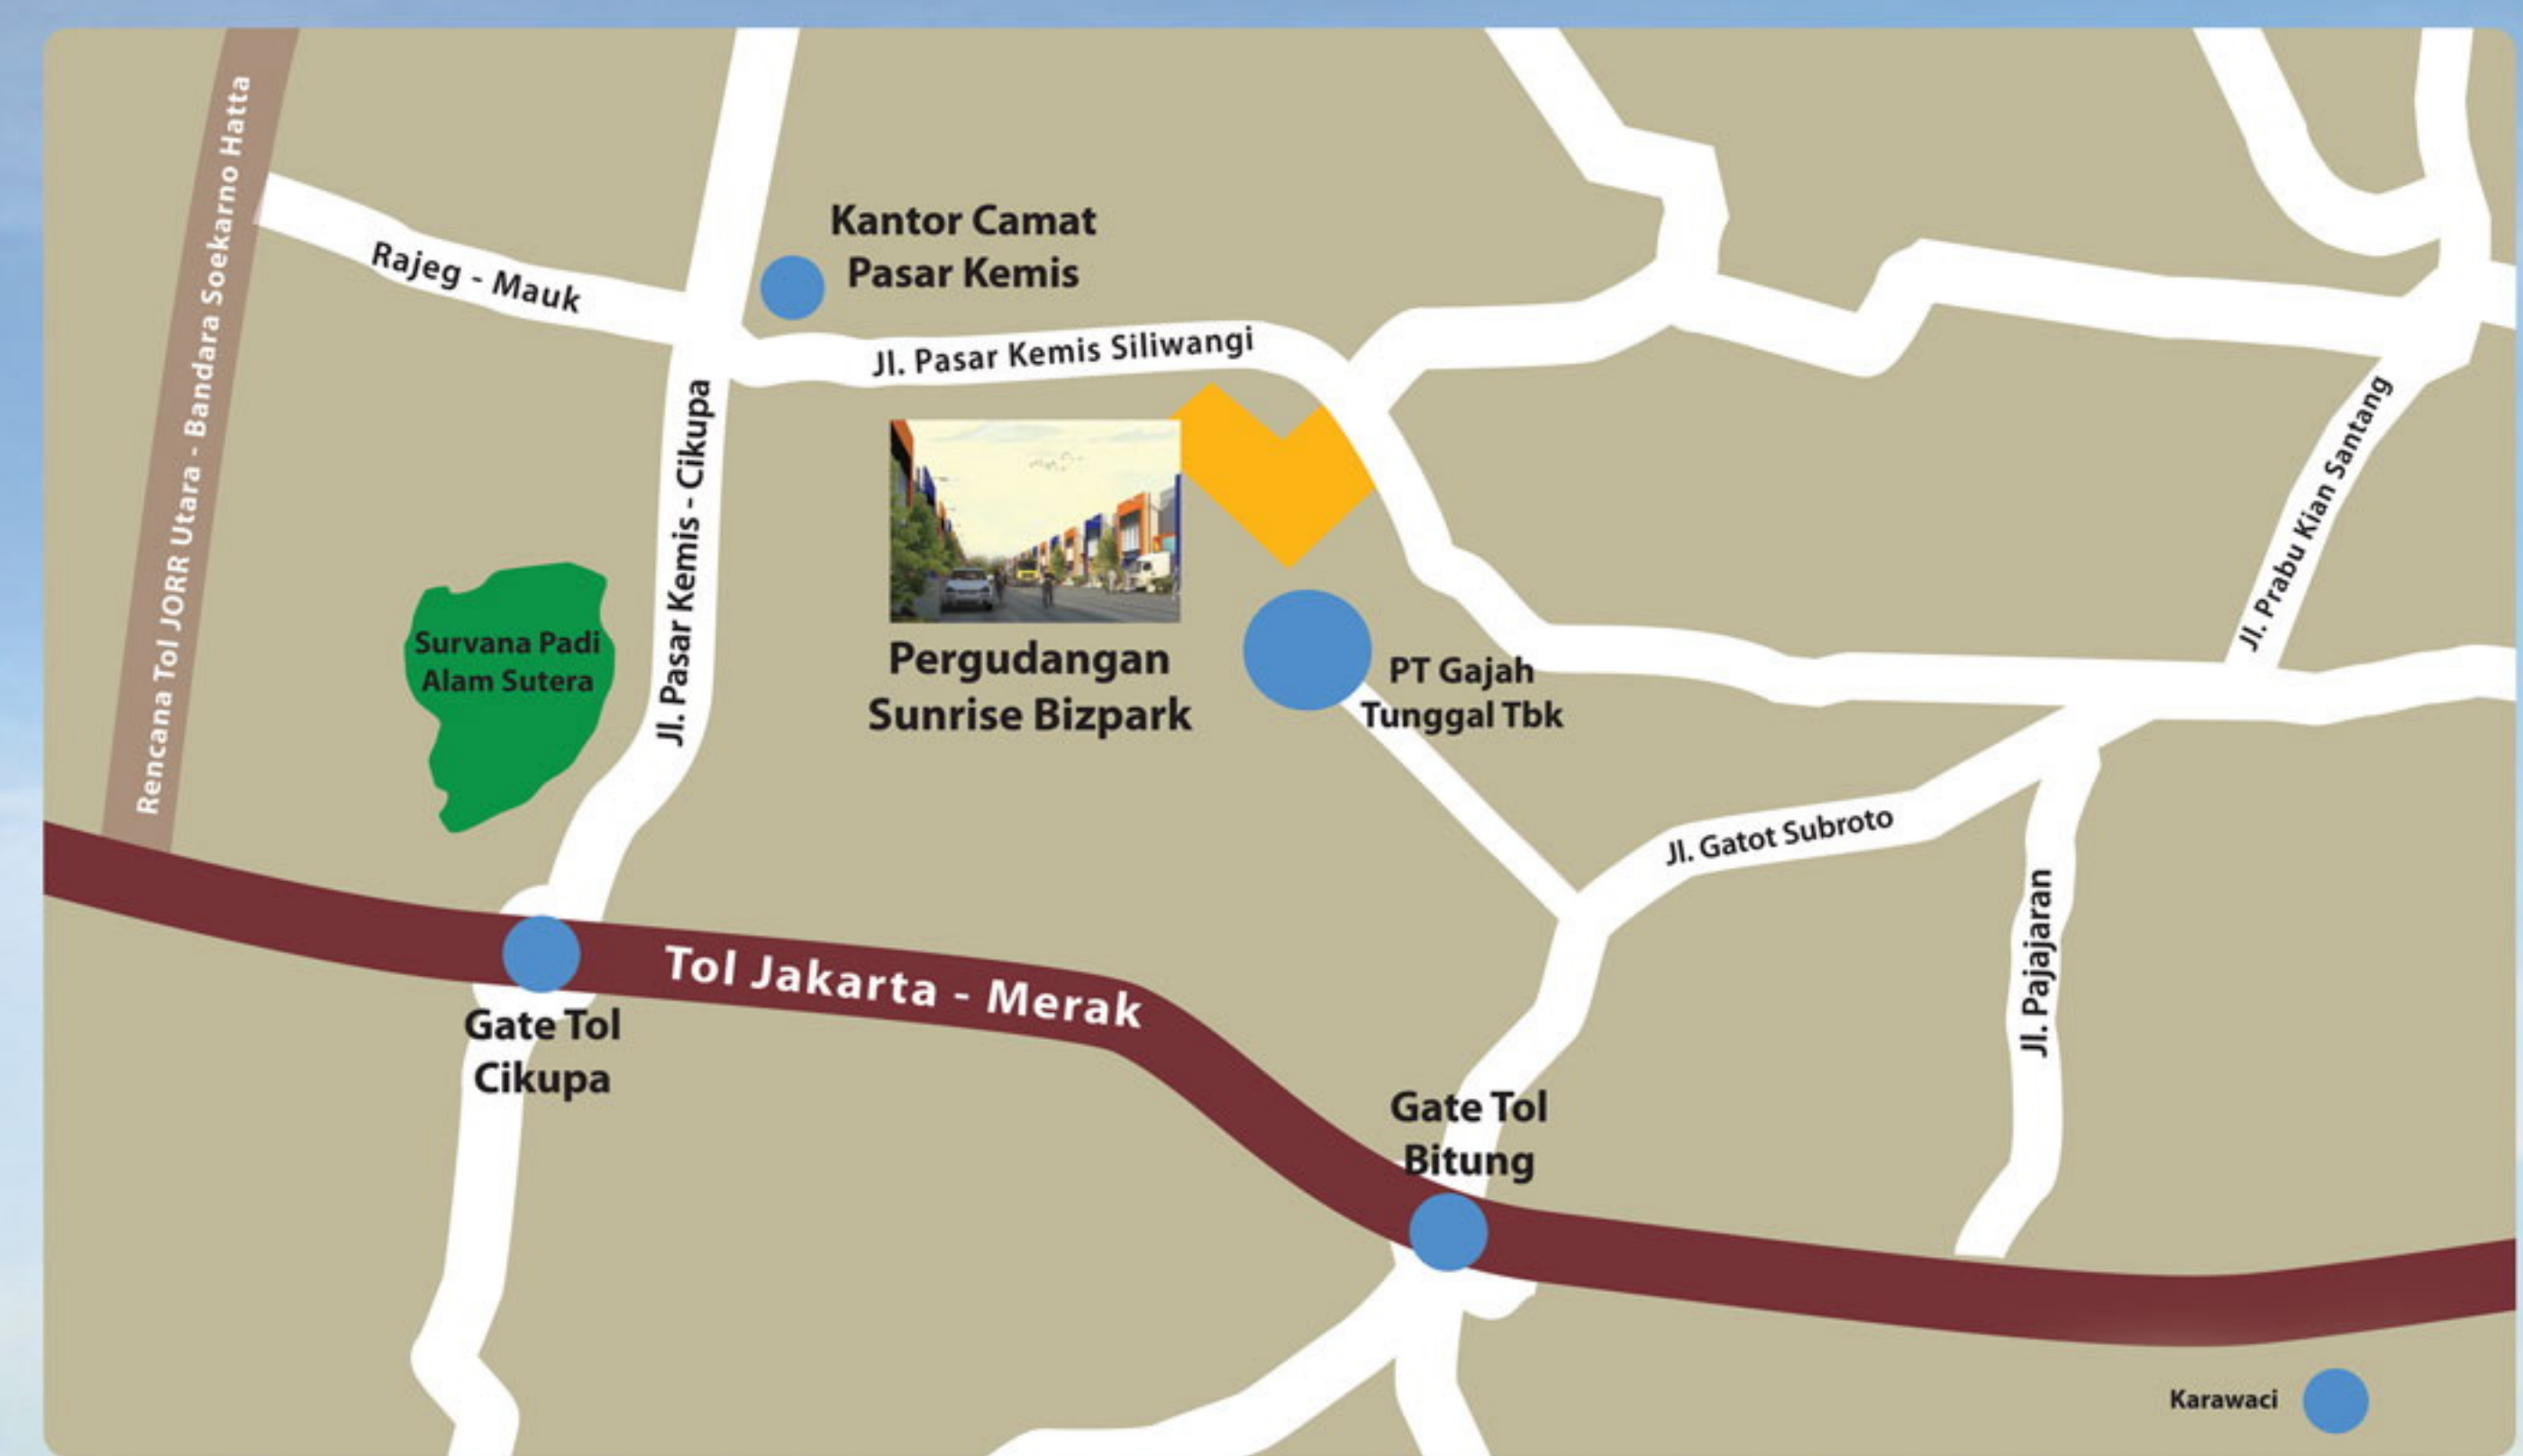 Rencana Tol JORR Utara - Bandara Soekarno Hatta
Rajeg - Mauk
Kantor Camat
Pasar Kemis
Jl. Pasar Kemis Siliwangi
Jl. Pasar Kemis - Cikupa
Survana Padi
Alam Sutera
Pergudangan
Sunrise Bizpark
PT Gajah
Tunggal Tbk
Jl. Prabu Kian Santang
Jl. Gatot Subroto
Jl. Pajajaran
Tol Jakarta - Merak
Gate Tol
Cikupa
Gate Tol
Bitung
Karawaci